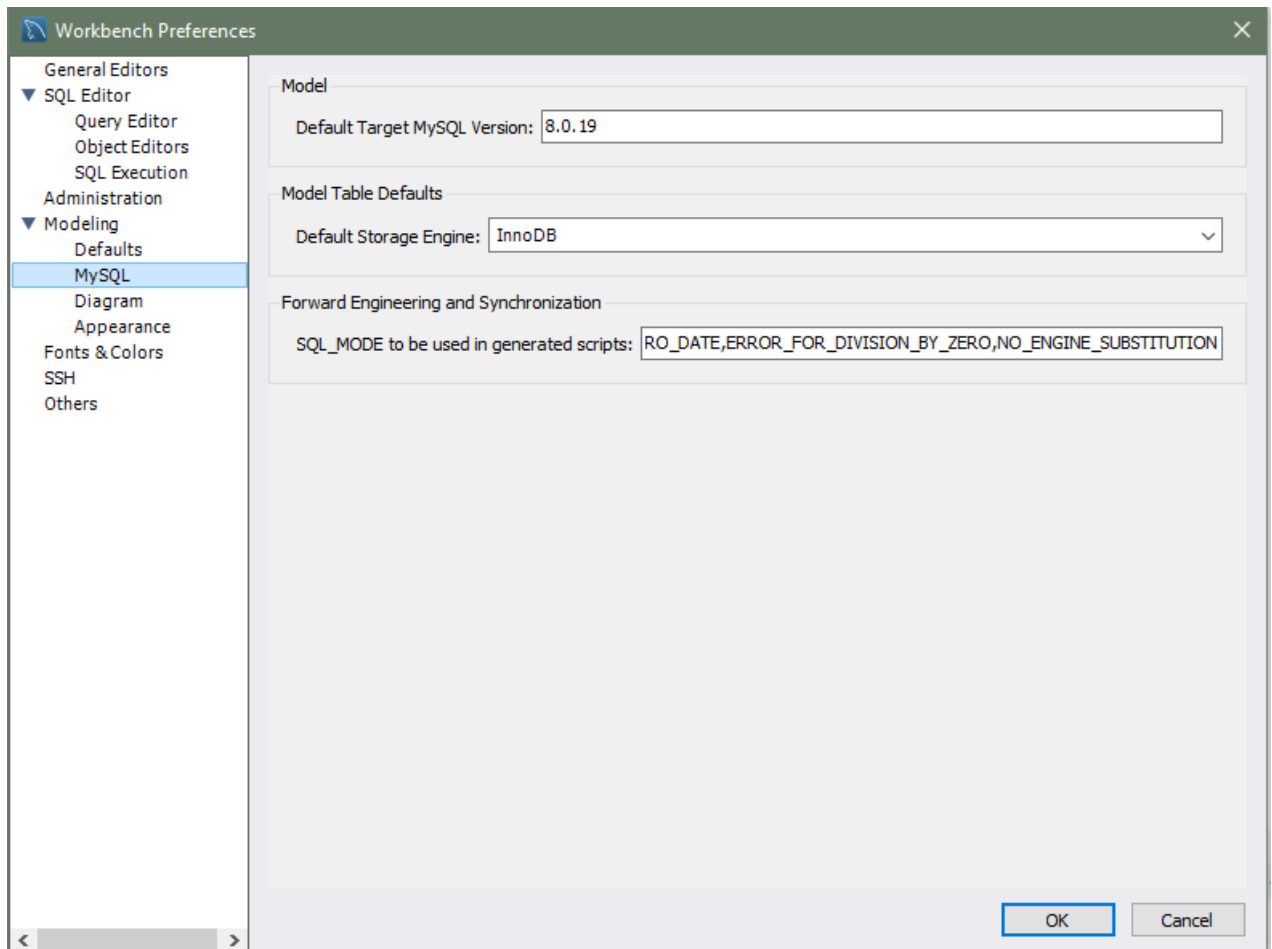 Workbench Preferences
General Editors
SQL Editor
Query Editor
Object Editors
SQL Execution
Administration
Modeling
Defaults
MySQL
Diagram
Appearance
Fonts & Colors
SSH
Others
Model
Default Target MySQL Version: 8.0.19
Model Table Defaults
Default Storage Engine: InnoDB
Forward Engineering and Synchronization
SQL_MODE to be used in generated scripts: RO_DATE,ERROR_FOR_DIVISION_BY_ZERO,NO_ENGINE_SUBSTITUTION
OK Cancel